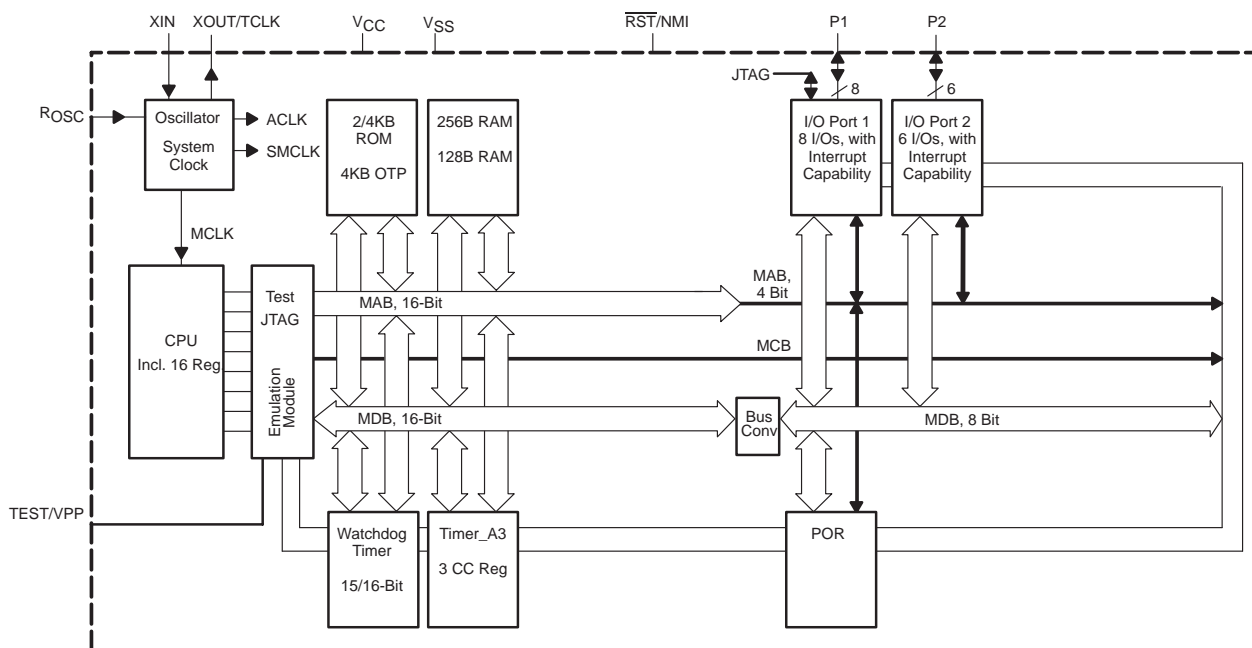 XIN
XOUT/TCLK
VCC
VSS
RST/NMI
P1
P2
JTAG
8
6
ROSC
Oscillator
System
Clock
ACLK
SMCLK
2/4KB
ROM
4KB OTP
256B RAM
128B RAM
I/O Port 1
8 I/Os, with
Interrupt
Capability
I/O Port 2
6 I/Os, with
Interrupt
Capability
MCLK
CPU
Incl. 16 Reg.
Test
JTAG
Emulation
Module
MAB, 16-Bit
MAB,
4 Bit
MCB
MDB, 16-Bit
Bus
Conv
MDB, 8 Bit
TEST/VPP
Watchdog
Timer
15/16-Bit
Timer_A3
3 CC Reg
POR